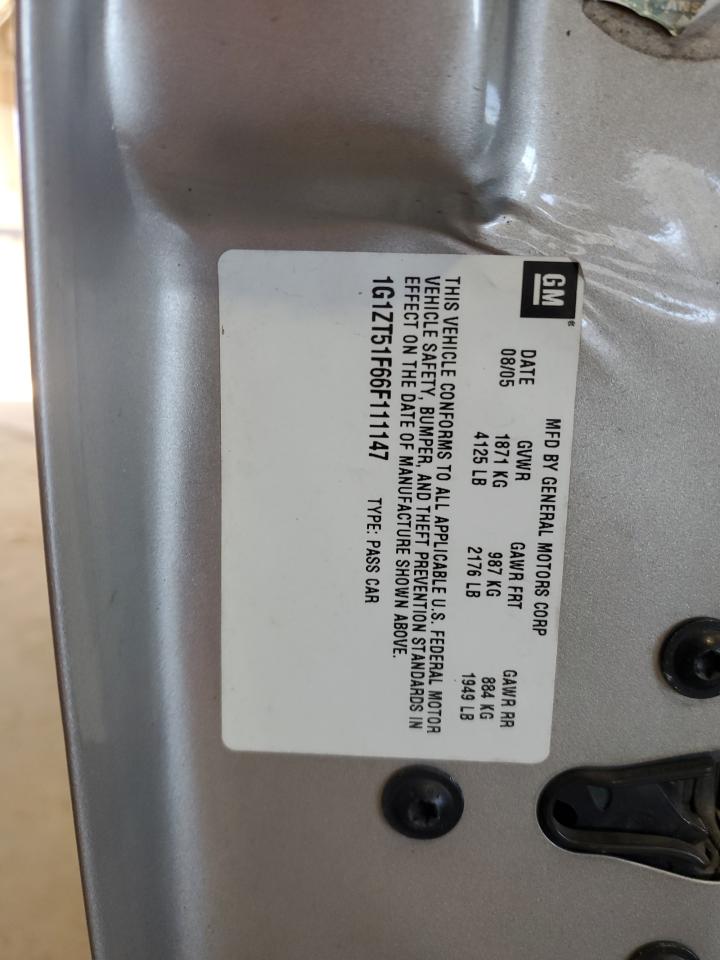 GM®
MFD BY GENERAL MOTORS CORP
DATE GVWR GAWR FRT GAWR RR
08/05 1871 KG 987 KG 884 KG
4125 LB 2176 LB 1949 LB
THIS VEHICLE CONFORMS TO ALL APPLICABLE U.S. FEDERAL MOTOR
VEHICLE SAFETY, BUMPER, AND THEFT PREVENTION STANDARDS IN
EFFECT ON THE DATE OF MANUFACTURE SHOWN ABOVE.
1G1ZT51F66F111147 TYPE: PASS CAR